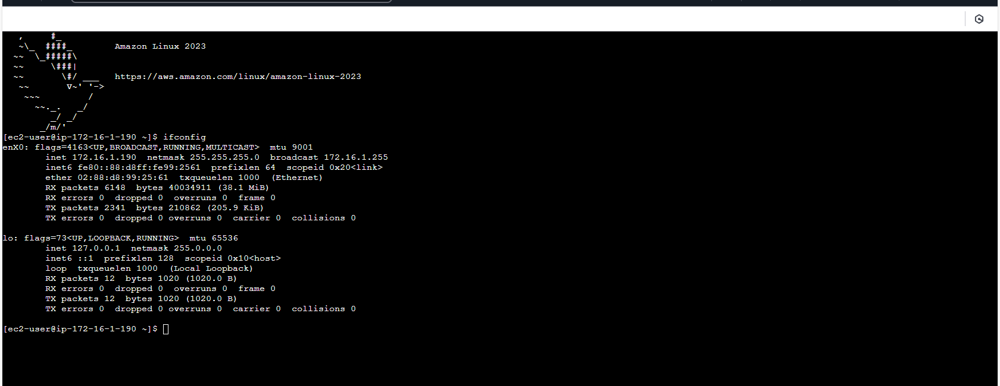 ,     #_
   ~\_  ####_        Amazon Linux 2023
  ~~  \_#####\
  ~~     \###|
  ~~       \#/ ___   https://aws.amazon.com/linux/amazon-linux-2023
   ~~       V~' '->
    ~~~         /
      ~~._.   _/
         _/ _/
       _/m/'
[ec2-user@ip-172-16-1-190 ~]$ ifconfig
enX0: flags=4163<UP,BROADCAST,RUNNING,MULTICAST>  mtu 9001
        inet 172.16.1.190  netmask 255.255.255.0  broadcast 172.16.1.255
        inet6 fe80::88:d8ff:fe99:2561  prefixlen 64  scopeid 0x20<link>
        ether 02:88:d8:99:25:61  txqueuelen 1000  (Ethernet)
        RX packets 6148  bytes 40034911 (38.1 MiB)
        RX errors 0  dropped 0  overruns 0  frame 0
        TX packets 2341  bytes 210862 (205.9 KiB)
        TX errors 0  dropped 0 overruns 0  carrier 0  collisions 0

lo: flags=73<UP,LOOPBACK,RUNNING>  mtu 65536
        inet 127.0.0.1  netmask 255.0.0.0
        inet6 ::1  prefixlen 128  scopeid 0x10<host>
        loop  txqueuelen 1000  (Local Loopback)
        RX packets 12  bytes 1020 (1020.0 B)
        RX errors 0  dropped 0  overruns 0  frame 0
        TX packets 12  bytes 1020 (1020.0 B)
        TX errors 0  dropped 0 overruns 0  carrier 0  collisions 0

[ec2-user@ip-172-16-1-190 ~]$